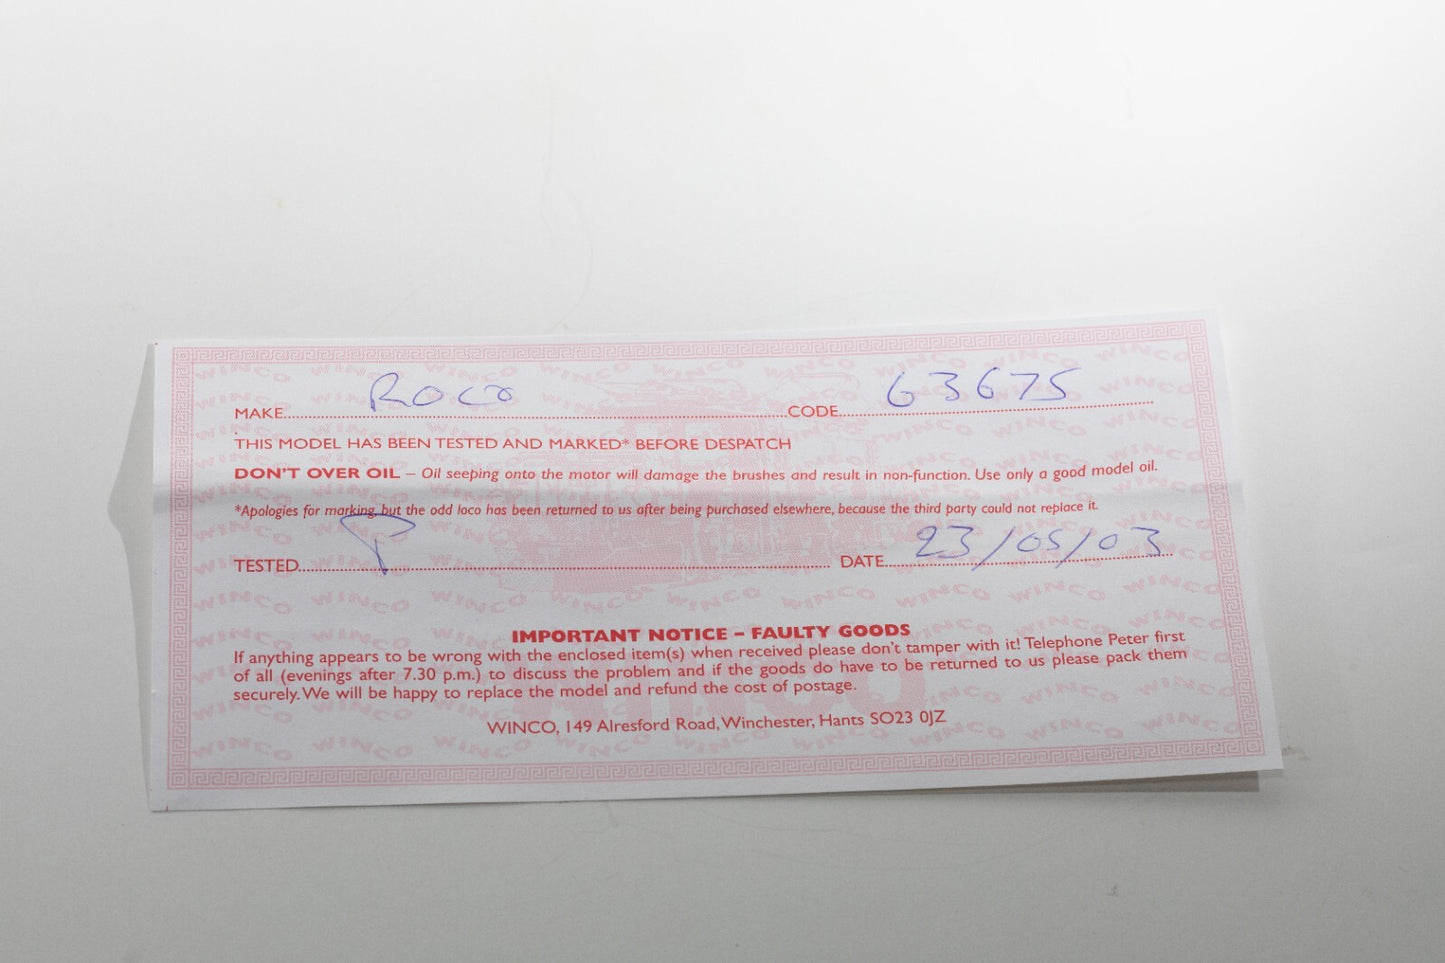 MAKE Roco CODE 63675
THIS MODEL HAS BEEN TESTED AND MARKED* BEFORE DESPATCH
DON'T OVER OIL – Oil seeping onto the motor will damage the brushes and result in non-function. Use only a good model oil.
*Apologies for marking, but the odd loco has been returned to us after being purchased elsewhere, because the third party could not replace it.
TESTED P DATE 23/05/03
IMPORTANT NOTICE – FAULTY GOODS
If anything appears to be wrong with the enclosed item(s) when received please don't tamper with it! Telephone Peter first
of all (evenings after 7.30 p.m.) to discuss the problem and if the goods do have to be returned to us please pack them
securely. We will be happy to replace the model and refund the cost of postage.
WINCO, 149 Alresford Road, Winchester, Hants SO23 0JZ